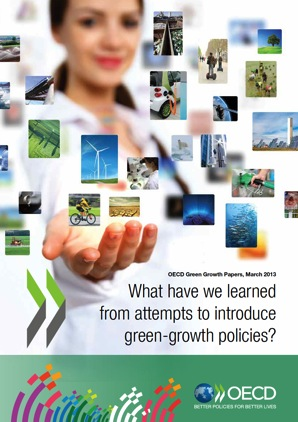 OECD Green Growth Papers, March 2013
What have we learned
from attempts to introduce
green-growth policies?
OECD
BETTER POLICIES FOR BETTER LIVES